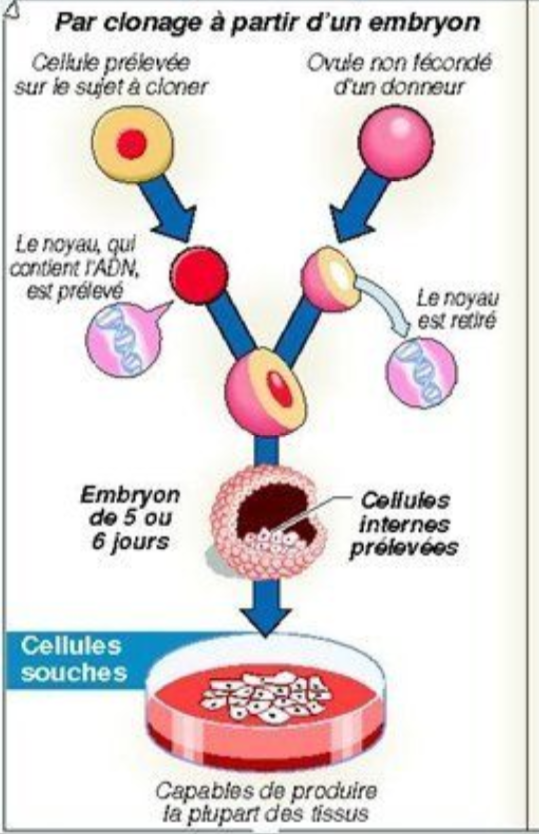 Par clonage à partir d'un embryon
Cellule prélevée
sur le sujet à cloner
Ovule non fécondé
d'un donneur
Le noyau, qui
contient l'ADN,
est prélevé
Le noyau
est retiré
Embryon
de 5 ou
6 jours
Cellules
internes
prélevées
Cellules
souches
Capables de produire
la plupart des tissus